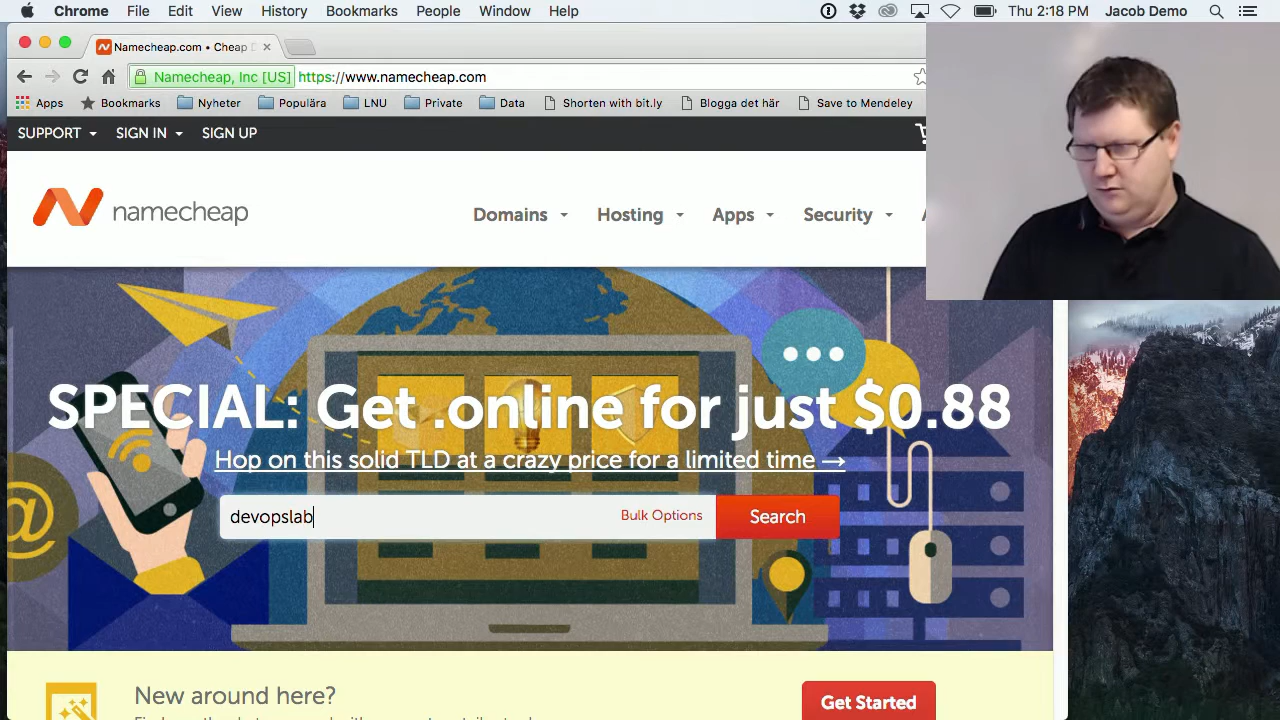 Chrome File Edit View History Bookmarks People Window Help Thu 2:18 PM Jacob Demo
Namecheap.com • Cheap
Namecheap, Inc [US] https://www.namecheap.com
Apps Bookmarks Nyheter Populära LNU Private Data Shorten with bit.ly Blogga det här Save to Mendeley
SUPPORT SIGN IN SIGN UP
namecheap
Domains Hosting Apps Security
SPECIAL: Get .online for just $0.88
Hop on this solid TLD at a crazy price for a limited time →
devopslab Bulk Options Search
@
New around here?
Get Started